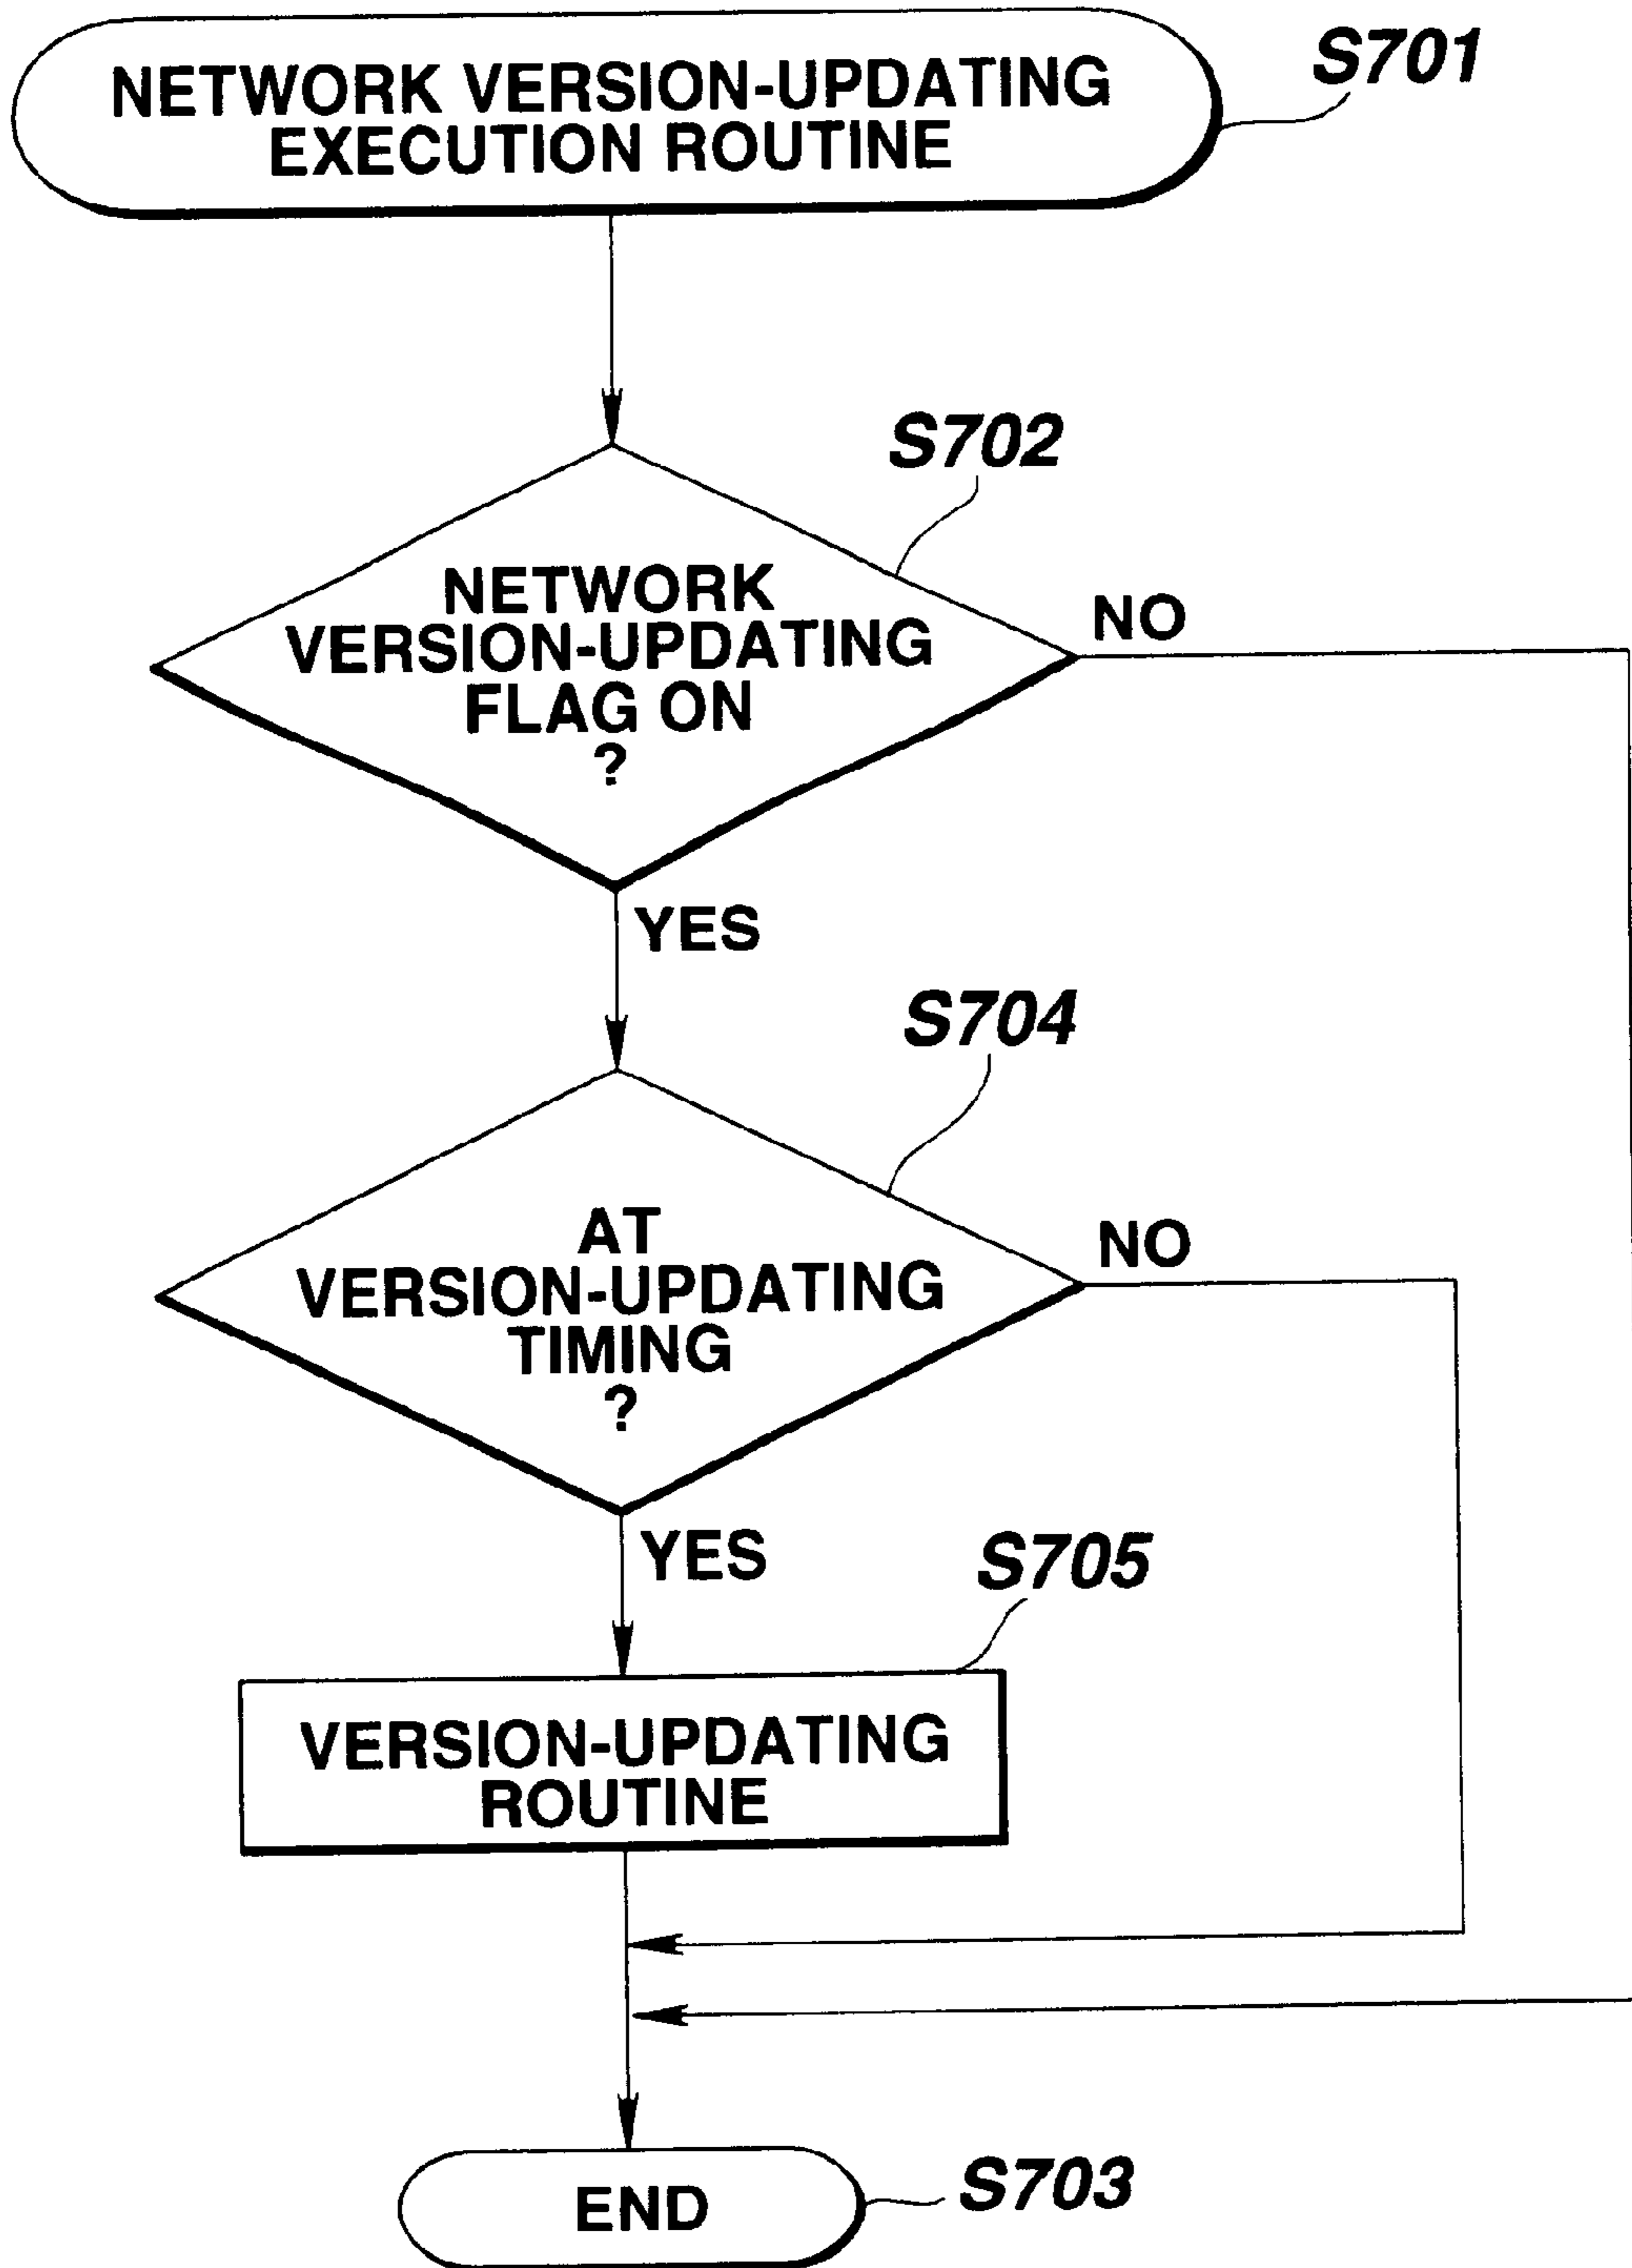 NETWORK VERSION-UPDATING
EXECUTION ROUTINE
S701
S702
NETWORK
VERSION-UPDATING
FLAG ON
?
NO
YES
S704
AT
VERSION-UPDATING
TIMING
?
NO
YES
S705
VERSION-UPDATING
ROUTINE
END
S703